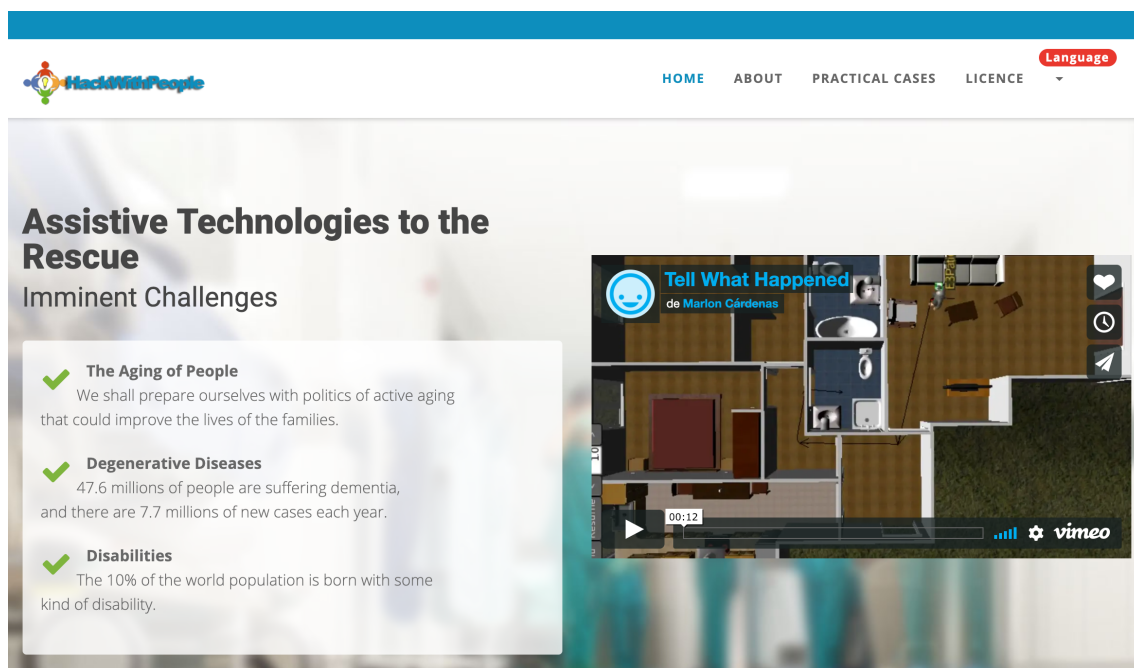 Language
HackWithPeople
HOME ABOUT PRACTICAL CASES LICENCE
Assistive Technologies to the
Rescue
Imminent Challenges
The Aging of People
We shall prepare ourselves with politics of active aging
that could improve the lives of the families.
Degenerative Diseases
47.6 millions of people are suffering dementia,
and there are 7.7 millions of new cases each year.
Disabilities
The 10% of the world population is born with some
kind of disability.
Tell What Happened
de Marlon Cárdenas
1.0
00:12
vimeo